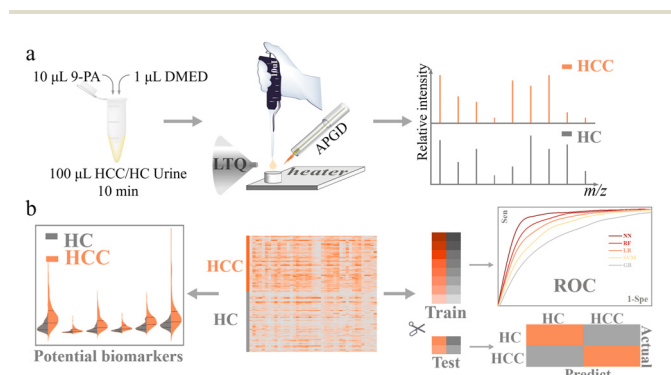 a
10 μL 9-PA
1 μL DMED
100 μL HCC/HC Urine
10 min
LTQ
APGD
heater
Relative intensity
HCC
HC
m/z
b
HC
HCC
Potential biomarkers
HCC
HC
Train
Test
Sen
NN
RF
LR
SVM
GB
ROC
1-Spe
HC
HCC
HC
HCC
Actual
Predict